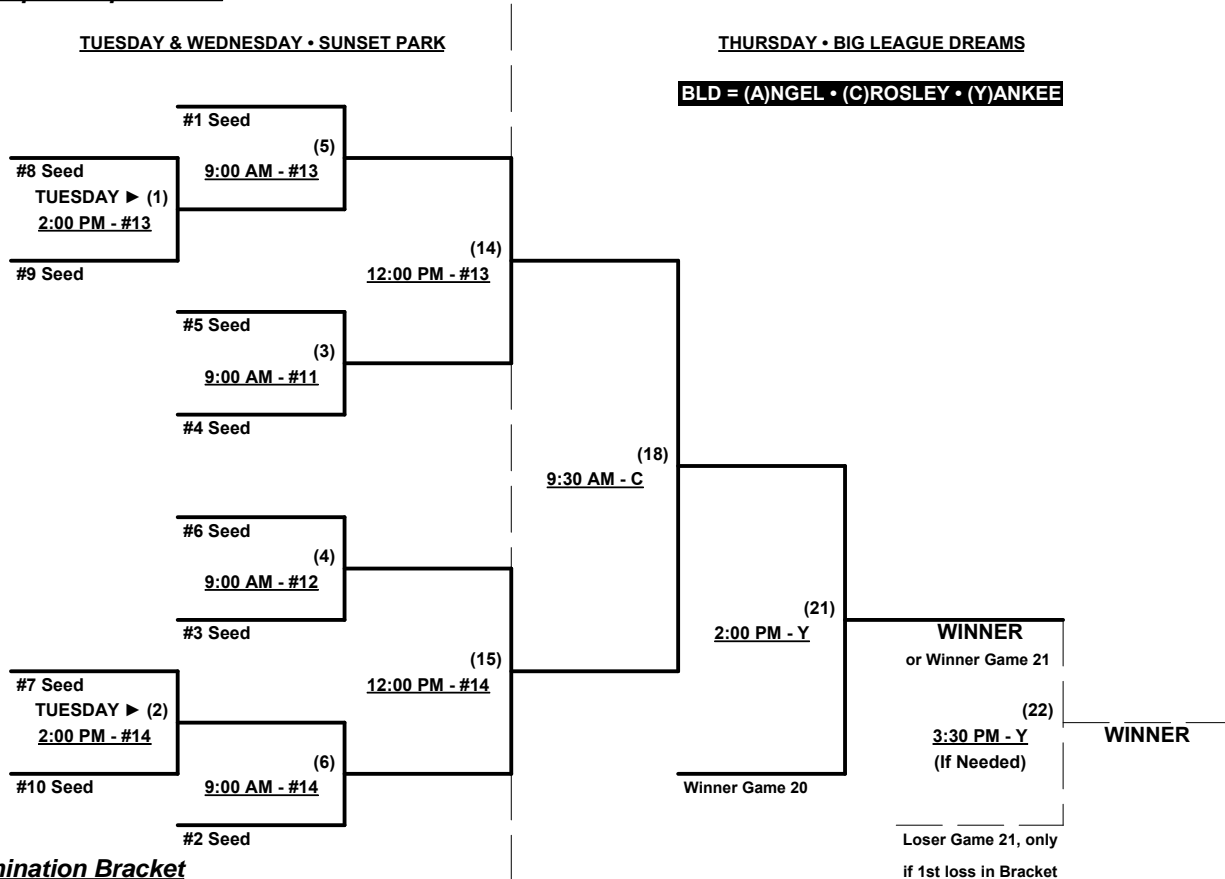 TUESDAY & WEDNESDAY • SUNSET PARK
THURSDAY • BIG LEAGUE DREAMS
BLD = (A)NGEL • (C)ROSLEY • (Y)ANKEE
#1 Seed
(5)
#8 Seed
9:00 AM - #13
TUESDAY ► (1)
2:00 PM - #13
(14)
#9 Seed
12:00 PM - #13
#5 Seed
(3)
9:00 AM - #11
#4 Seed
(18)
9:30 AM - C
#6 Seed
(4)
9:00 AM - #12
(21)
#3 Seed
2:00 PM - Y
WINNER
or Winner Game 21
(15)
#7 Seed
12:00 PM - #14
TUESDAY ► (2)
(22)
2:00 PM - #14
3:30 PM - Y
WINNER
(6)
(If Needed)
#10 Seed
9:00 AM - #14
Winner Game 20
#2 Seed
Loser Game 21, only
mination Bracket
if 1st loss in Bracket